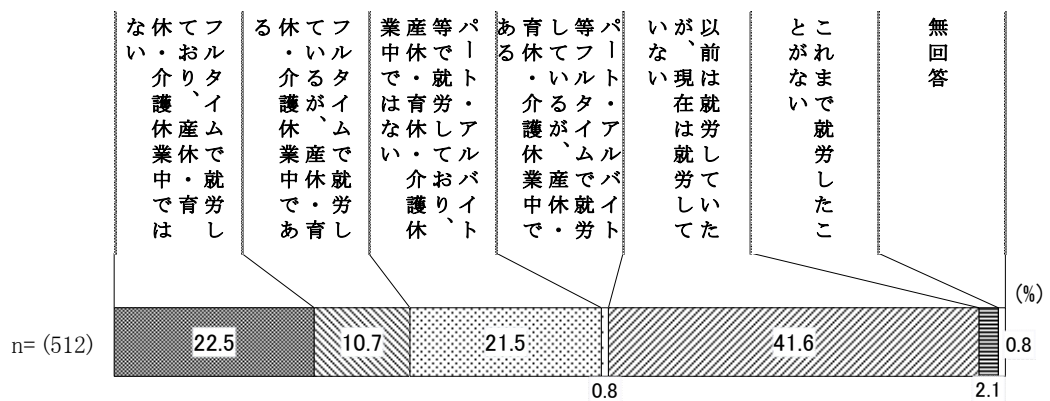 フルタイムで就労し
ており、産休・育
休・介護休業中では
ない
フルタイムで就労し
ているが、産休・育
休・介護休業中であ
る
パート・アルバイト
等で就労しており、
産休・育休・介護休
業中ではない
パート・アルバイト
等フルタイムで就労
しているが、産休・
育休・介護休業中で
ある
以前は就労していた
が、現在は就労して
いない
これまで就労したこ
とがない
無回答
(%)
n= (512)
22.5
10.7
21.5
0.8
41.6
2.1
0.8